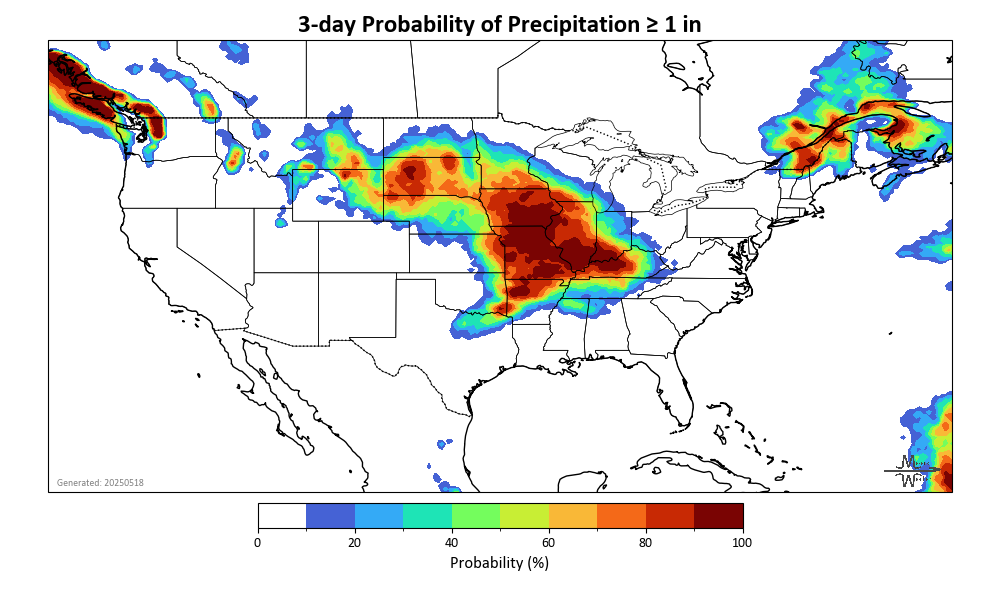 3-day Probability of Precipitation ≥ 1 in
Generated: 20250518
0 20 40 60 80 100
Probability (%)